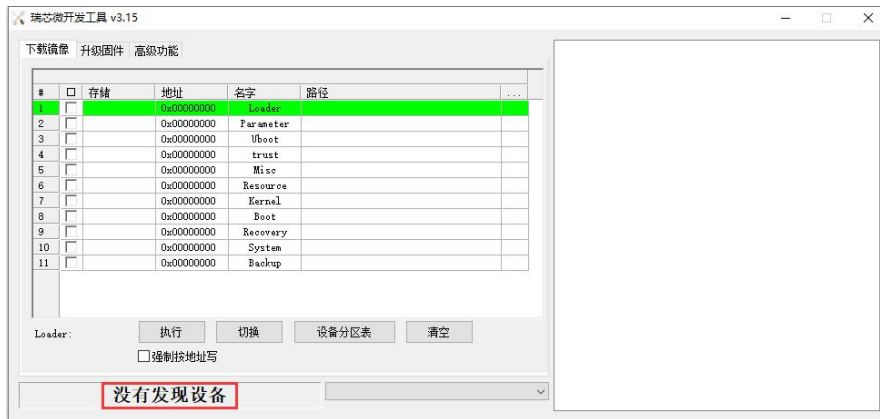 瑞芯微开发工具 v3.15
下载镜像 升级固件 高级功能
# 存储 地址 名字 路径 ...
1 0x00000000 Loader
2 0x00000000 Parameter
3 0x00000000 Uboot
4 0x00000000 trust
5 0x00000000 Misc
6 0x00000000 Resource
7 0x00000000 Kernel
8 0x00000000 Boot
9 0x00000000 Recovery
10 0x00000000 System
11 0x00000000 Backup
Loader: 执行 切换 设备分区表 清空
强制按地址写
没有发现设备